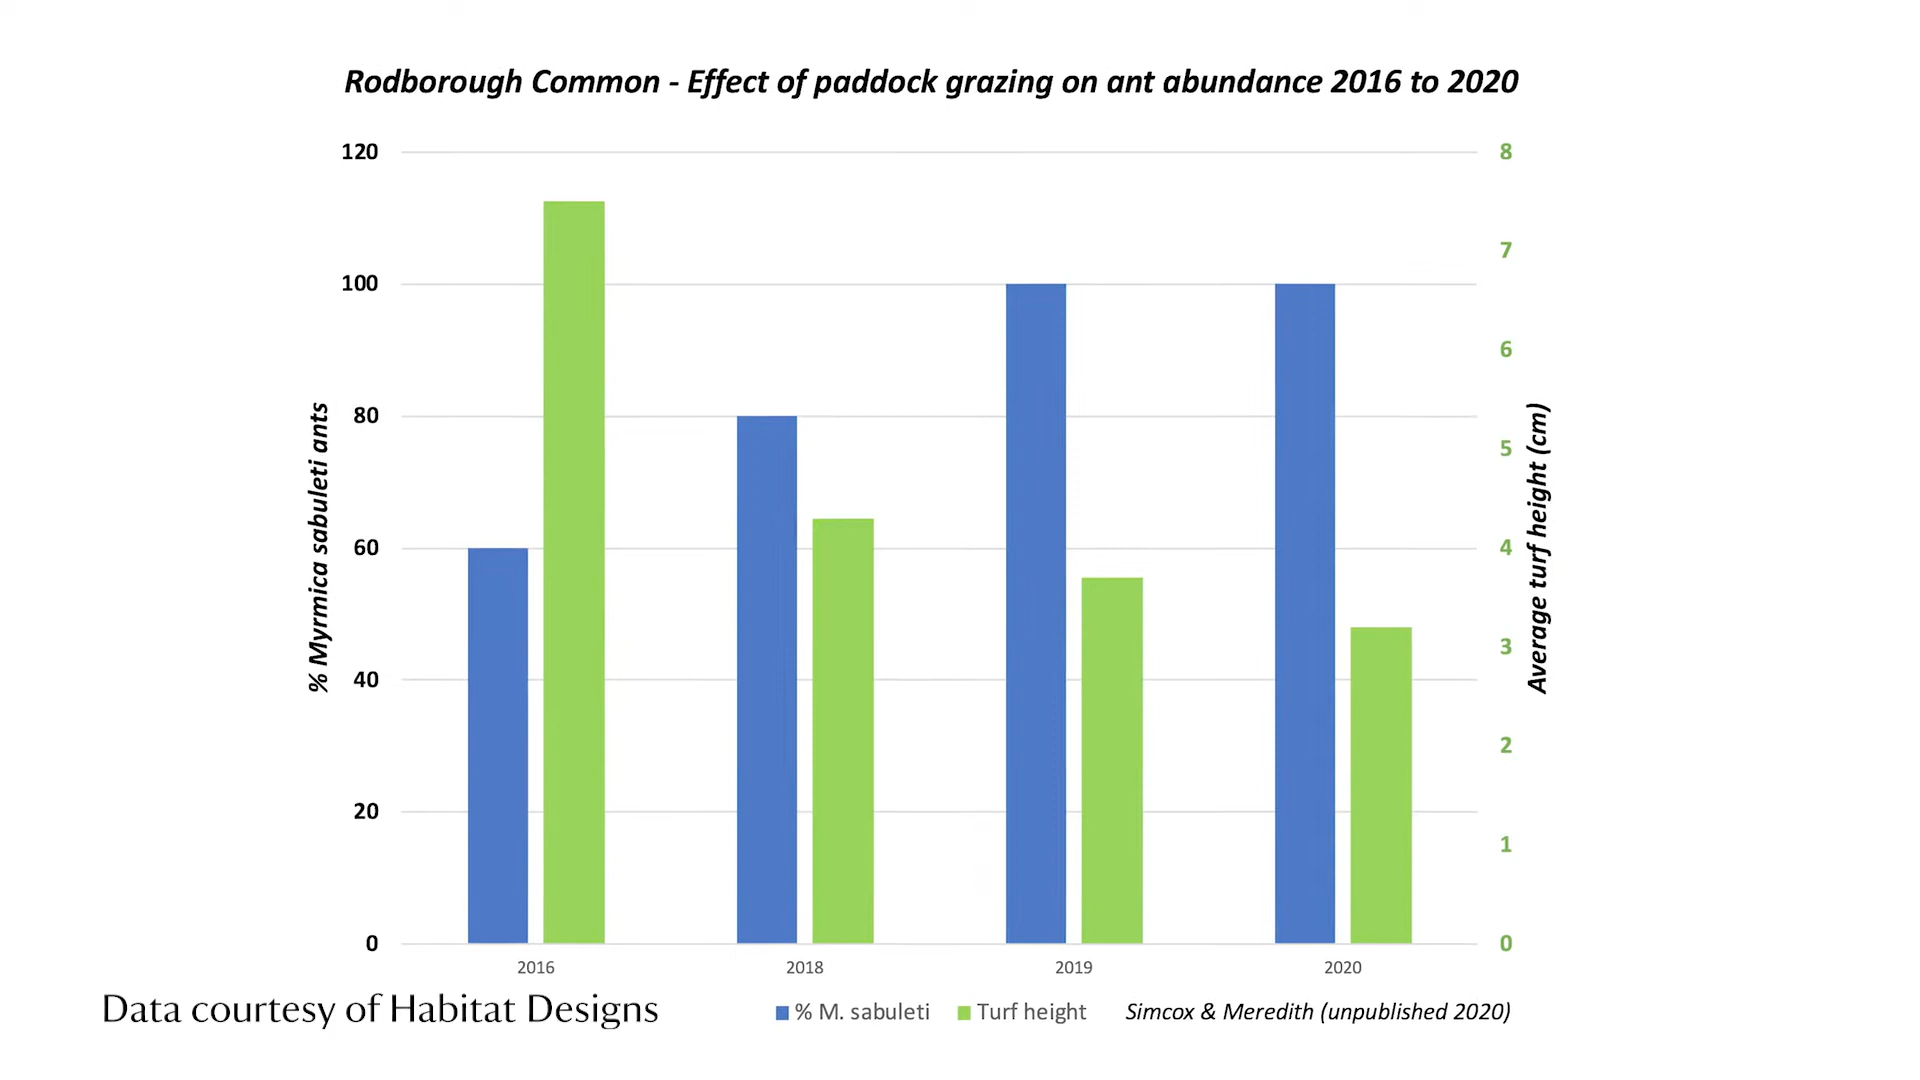 Rodborough Common - Effect of paddock grazing on ant abundance 2016 to 2020
120
100
80
60
40
20
0
% Myrmica sabuleti ants
8
7
6
5
4
3
2
1
0
Average turf height (cm)
2016
2018
2019
2020
Data courtesy of Habitat Designs
% M. sabuleti
Turf height
Simcox & Meredith (unpublished 2020)